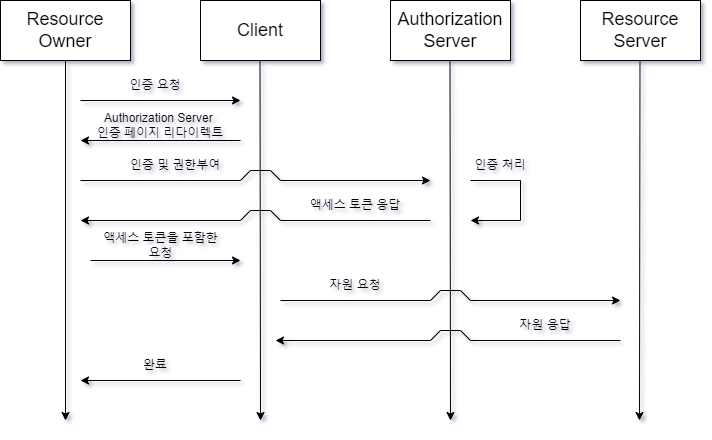 Resource
Owner
Client
Authorization
Server
Resource
Server
인증 요청
Authorization Server
인증 페이지 리다이렉트
인증 및 권한부여
인증 처리
액세스 토큰 응답
액세스 토큰을 포함한
요청
자원 요청
자원 응답
완료